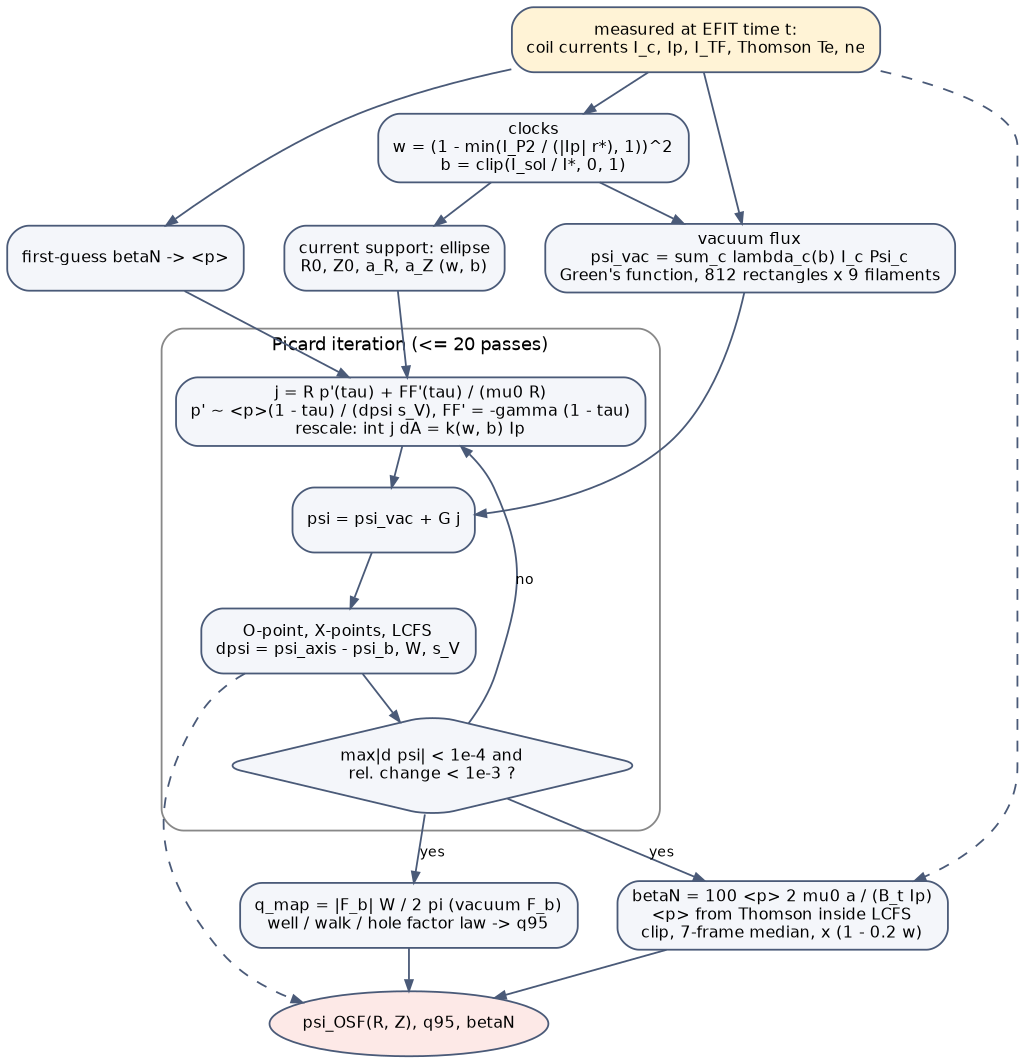 measured at EFIT time t:
coil currents I_c, Ip, I_TF, Thomson Te, ne
clocks
w = (1 - min(I_P2 / (|Ip| r*), 1))^2
b = clip(I_sol / I*, 0, 1)
first-guess betaN -> <p>
current support: ellipse
R0, Z0, a_R, a_Z (w, b)
vacuum flux
psi_vac = sum_c lambda_c(b) I_c Psi_c
Green's function, 812 rectangles x 9 filaments
Picard iteration (<= 20 passes)
j = R p'(tau) + FF'(tau) / (mu0 R)
p' ~ <p>(1 - tau) / (dpsi s_V), FF' = -gamma (1 - tau)
rescale: int j dA = k(w, b) Ip
psi = psi_vac + G j
no
O-point, X-points, LCFS
dpsi = psi_axis - psi_b, W, s_V
max|d psi| < 1e-4 and
rel. change < 1e-3 ?
yes
yes
q_map = |F_b| W / 2 pi (vacuum F_b)
well / walk / hole factor law -> q95
betaN = 100 <p> 2 mu0 a / (B_t Ip)
<p> from Thomson inside LCFS
clip, 7-frame median, x (1 - 0.2 w)
psi_OSF(R, Z), q95, betaN